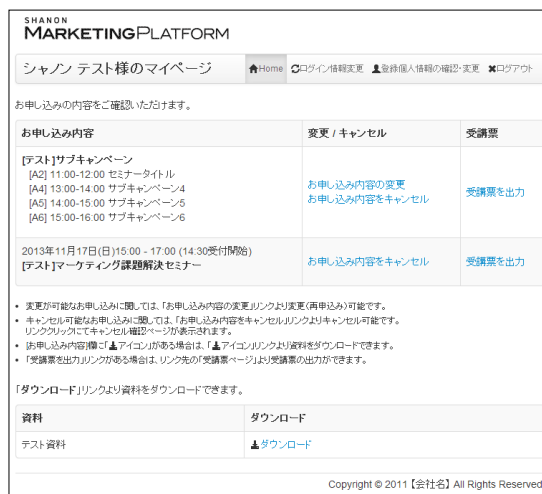 SHANON
MARKETINGPLATFORM
シャノン テスト様のマイページ
Home ログイン情報変更 登録個人情報の確認・変更 ログアウト
お申し込みの内容をご確認いただけます。
お申し込み内容 変更 / キャンセル 受講票
[テスト]サブキャンペーン
[A2] 11:00-12:00 セミナータイトル
[A4] 13:00-14:00 サブキャンペーン4
[A5] 14:00-15:00 サブキャンペーン5
[A6] 15:00-16:00 サブキャンペーン6
お申し込み内容の変更
お申し込み内容をキャンセル
受講票を出力
2013年11月17日(日)15:00 - 17:00 (14:30受付開始)
[テスト]マーケティング課題解決セミナー
お申し込み内容をキャンセル
受講票を出力
• 変更が可能なお申し込みに関しては、「お申し込み内容の変更」リンクより変更(再申込み)可能です。
• キャンセル可能なお申し込みに関しては、「お申し込み内容をキャンセル」リンクよりキャンセル可能です。
リンククリックにてキャンセル確認ページが表示されます。
• [お申し込み内容]欄に「アイコン」がある場合は、「アイコン」リンクより資料をダウンロードできます。
• 「受講票を出力」リンクがある場合は、リンク先の「受講票ページ」より受講票の出力ができます。
「ダウンロード」リンクより資料をダウンロードできます。
資料 ダウンロード
テスト資料 ダウンロード
Copyright © 2011 【会社名】 All Rights Reserved